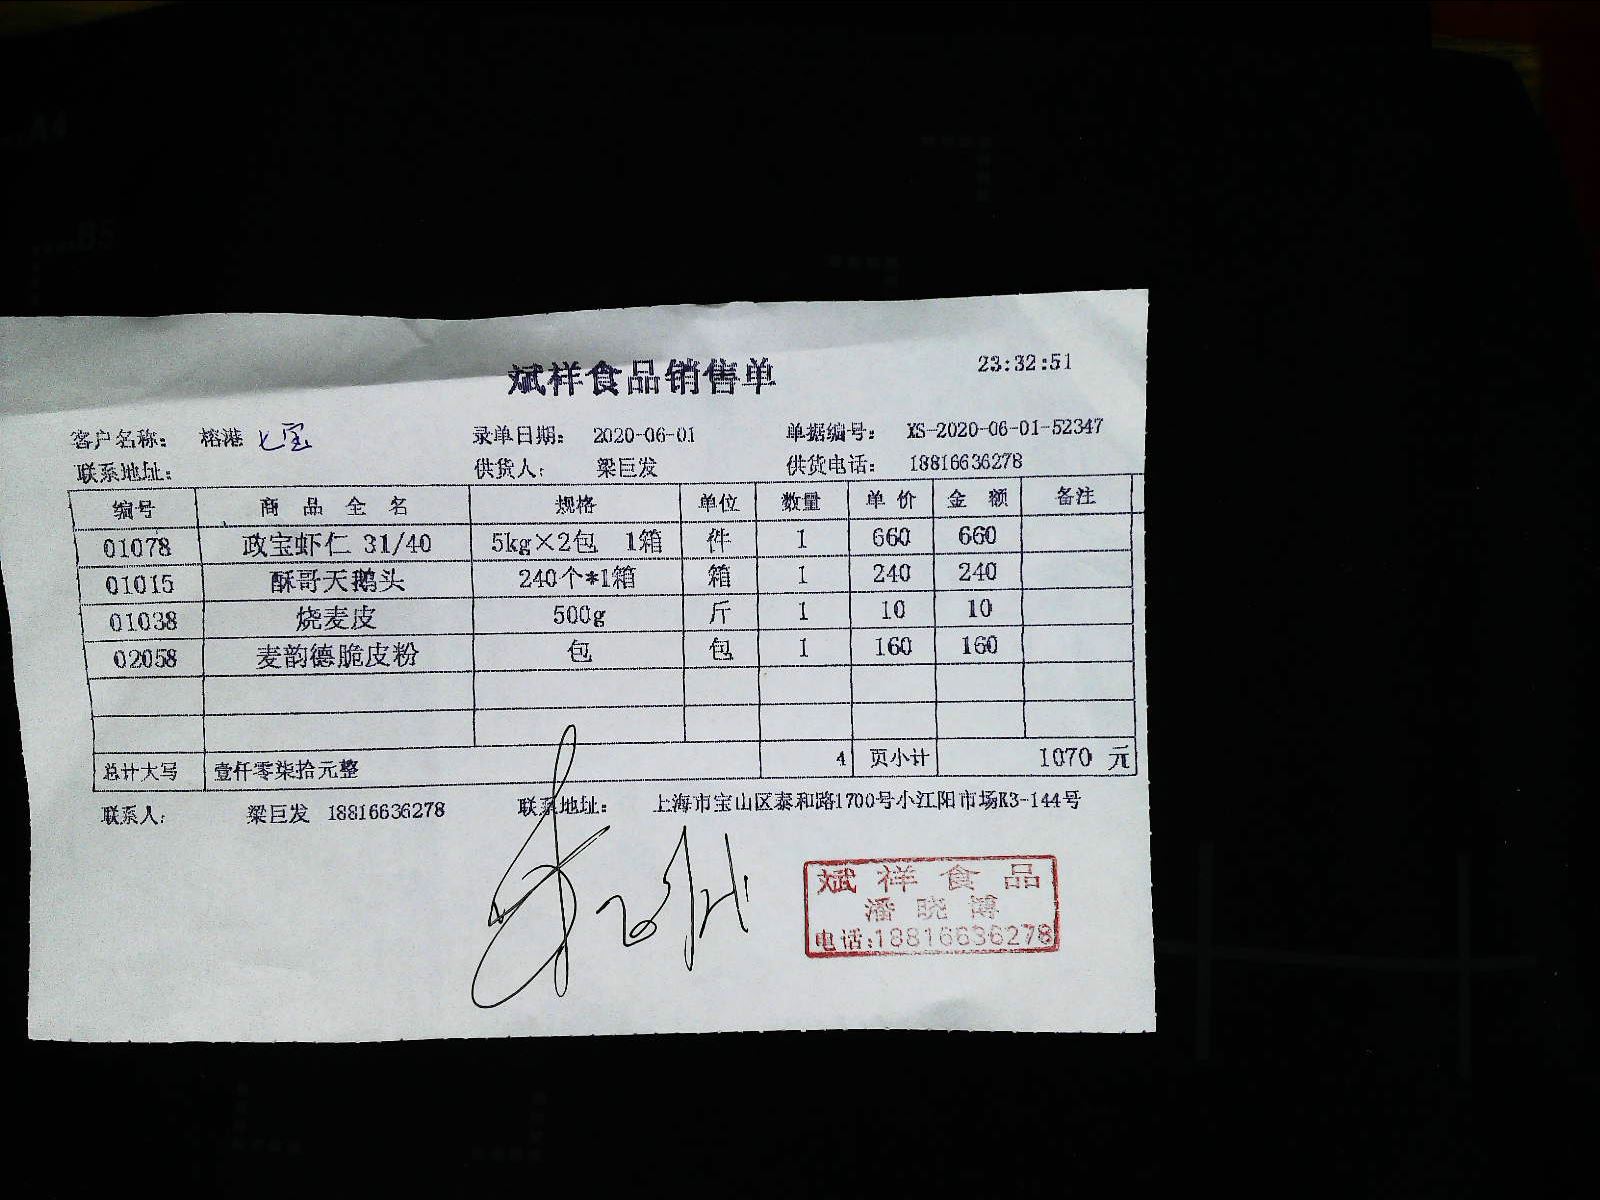 斌祥食品销售单 23:32:51
客户名称: 榕港 七宝 录单日期: 2020-06-01 单据编号: XS-2020-06-01-52347
联系地址: 供货人: 梁巨发 供货电话: 18816636278
编号 商品全名 规格 单位 数量 单价 金额 备注
01078 政宝虾仁 31/40 5kg×2包 1箱 件 1 660 660
01015 酥哥天鹅头 240个*1箱 箱 1 240 240
01038 烧麦皮 500g 斤 1 10 10
02058 麦韵德脆皮粉 包 包 1 160 160
总计大写 壹仟零柒拾元整 4 页小计 1070 元
联系人: 梁巨发 18816636278 联系地址: 上海市宝山区泰和路1700号小江阳市场K3-144号
斌祥食品
潘晓博
电话:18816636278